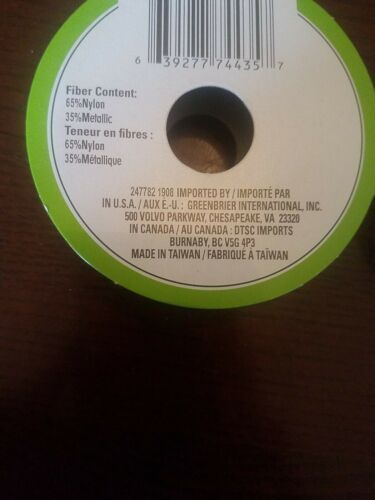 6 39277 74435 7
Fiber Content:
65%Nylon
35%Metallic
Teneur en fibres :
65%Nylon
35%Métallique
247782 1908 IMPORTED BY / IMPORTÉ PAR
IN U.S.A. / AUX É.-U. : GREENBRIER INTERNATIONAL, INC.
500 VOLVO PARKWAY, CHESAPEAKE, VA 23320
IN CANADA / AU CANADA : DTSC IMPORTS
BURNABY, BC V5G 4P3
MADE IN TAIWAN / FABRIQUÉ À TAÏWAN